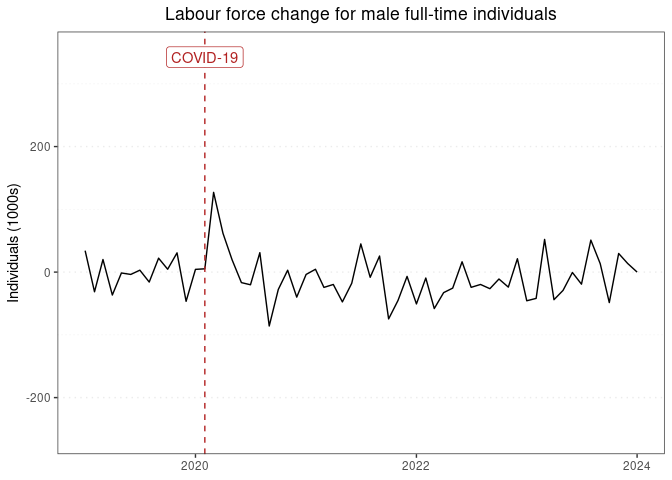 Labour force change for male full-time individuals
COVID-19
Individuals (1000s)
200
0
-200
2020
2022
2024